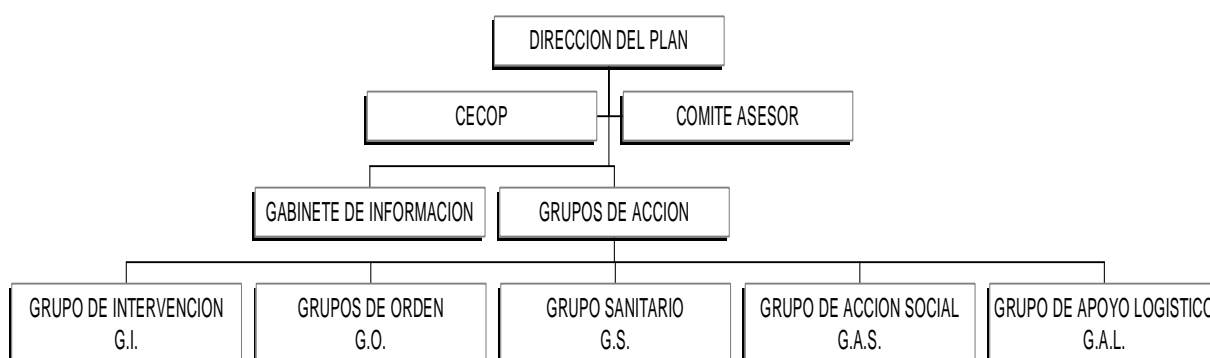 DIRECCION DEL PLAN
CECOP
COMITE ASESOR
GABINETE DE INFORMACION
GRUPOS DE ACCION
GRUPO DE INTERVENCION
G.I.
GRUPOS DE ORDEN
G.O.
GRUPO SANITARIO
G.S.
GRUPO DE ACCION SOCIAL
G.A.S.
GRUPO DE APOYO LOGISTICO
G.A.L.